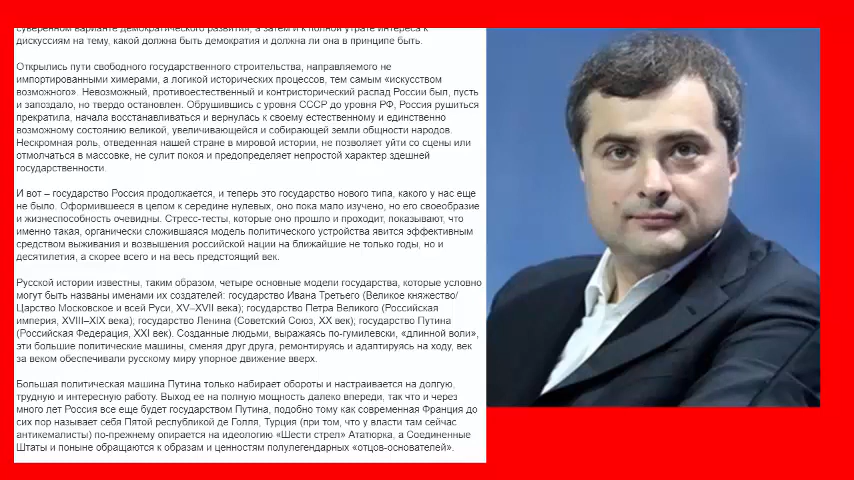 суверенном варианте демократического развития, а затем и к полной утрате интереса к
дискуссиям на тему, какой должна быть демократия и должна ли она в принципе быть.
Открылись пути свободного государственного строительства, направляемого не
импортированными химерами, а логикой исторических процессов, тем самым «искусством
возможного». Невозможный, противоестественный и контристорический распад России был, пусть
и запоздало, но твердо остановлен. Обрушившись с уровня СССР до уровня РФ, Россия рушиться
прекратила, начала восстанавливаться и вернулась к своему естественному и единственно
возможному состоянию великой, увеличивающейся и собирающей земли общности народов.
Нескромная роль, отведенная нашей стране в мировой истории, не позволяет уйти со сцены или
отмолчаться в массовке, не сулит покоя и предопределяет непростой характер здешней
государственности.
И вот – государство Россия продолжается, и теперь это государство нового типа, какого у нас еще
не было. Оформившееся в целом к середине нулевых, оно пока мало изучено, но его своеобразие
и жизнеспособность очевидны. Стресс-тесты, которые оно прошло и проходит, показывают, что
именно такая, органически сложившаяся модель политического устройства явится эффективным
средством выживания и возвышения российской нации на ближайшие не только годы, но и
десятилетия, а скорее всего и на весь предстоящий век.
Русской истории известны, таким образом, четыре основные модели государства, которые условно
могут быть названы именами их создателей: государство Ивана Третьего (Великое княжество/
Царство Московское и всей Руси, XV–XVII века); государство Петра Великого (Российская
империя, XVIII–XIX века); государство Ленина (Советский Союз, XX век); государство Путина
(Российская Федерация, XXI век). Созданные людьми, выражаясь по-гумилевски, «длинной воли»,
эти большие политические машины, сменяя друг друга, ремонтируясь и адаптируясь на ходу, век
за веком обеспечивали русскому миру упорное движение вверх.
Большая политическая машина Путина только набирает обороты и настраивается на долгую,
трудную и интересную работу. Выход ее на полную мощность далеко впереди, так что и через
много лет Россия все еще будет государством Путина, подобно тому как современная Франция до
сих пор называет себя Пятой республикой де Голля, Турция (при том, что у власти там сейчас
антикемалисты) по-прежнему опирается на идеологию «Шести стрел» Ататюрка, а Соединенные
Штаты и поныне обращаются к образам и ценностям полулегендарных «отцов-основателей».